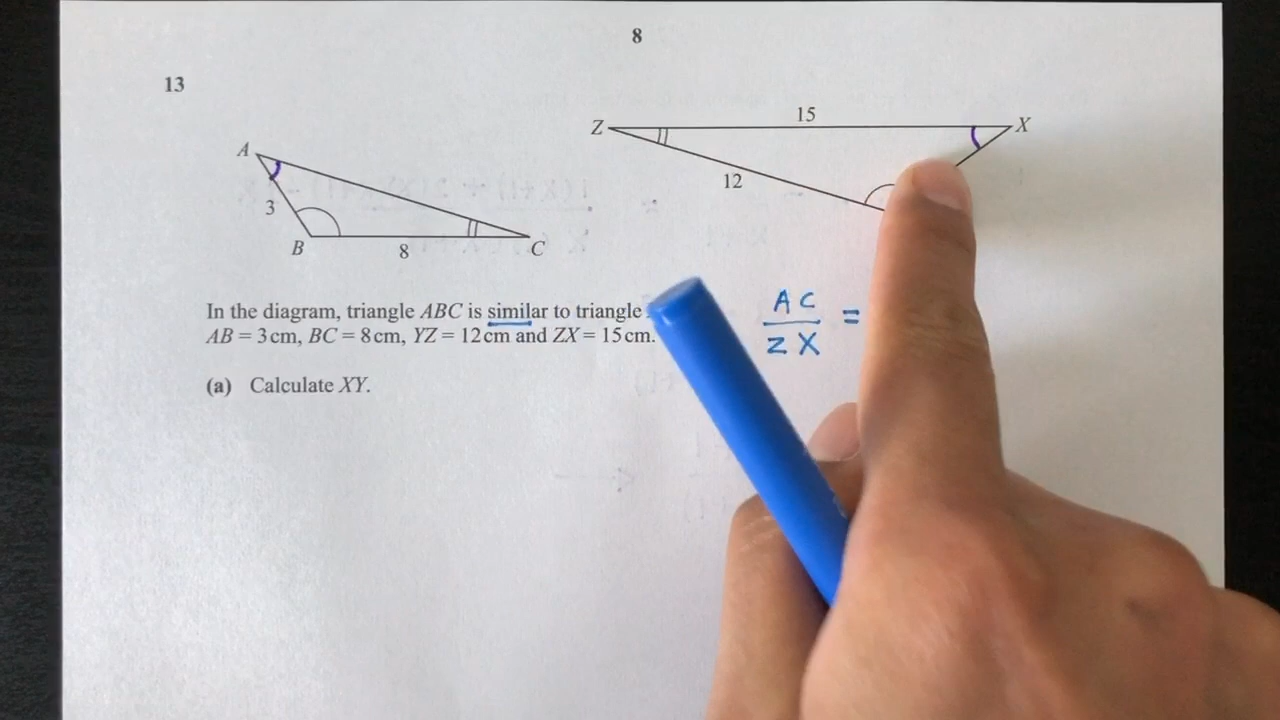 8
13
Z 15 X
A
12
3
B 8 C
In the diagram, triangle ABC is similar to triangle
AB = 3 cm, BC = 8 cm, YZ = 12 cm and ZX = 15 cm.
AC
=
ZX
(a) Calculate XY.